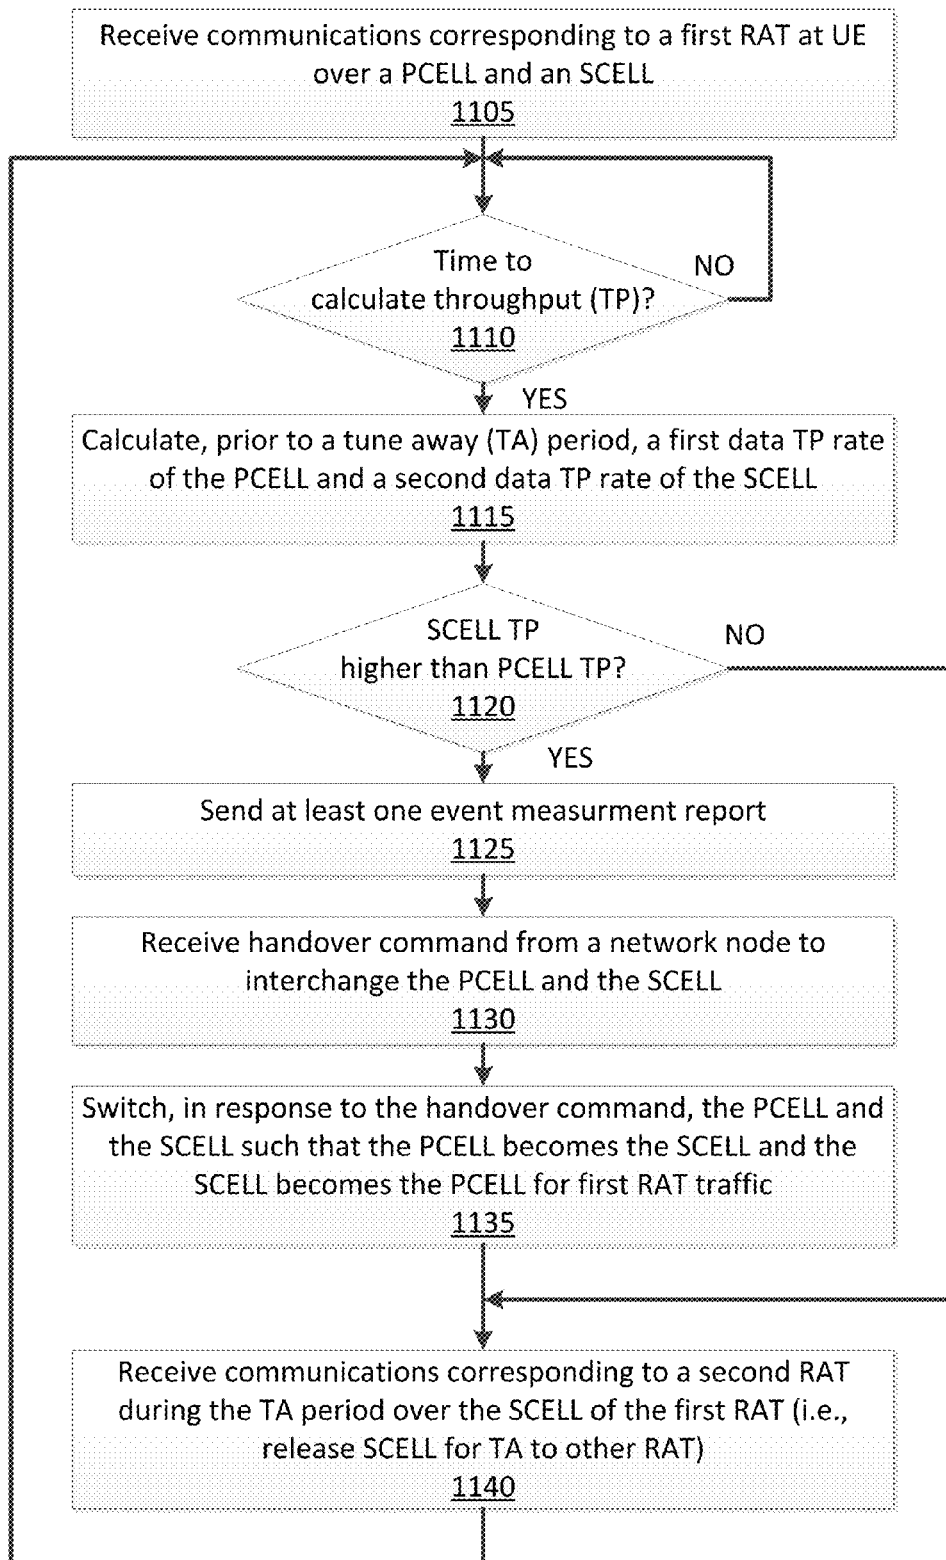 Receive communications corresponding to a first RAT at UE
over a PCELL and an SCELL
1105
Time to
calculate throughput (TP)?
1110
NO
YES
Calculate, prior to a tune away (TA) period, a first data TP rate
of the PCELL and a second data TP rate of the SCELL
1115
SCELL TP
higher than PCELL TP?
1120
NO
YES
Send at least one event measurment report
1125
Receive handover command from a network node to
interchange the PCELL and the SCELL
1130
Switch, in response to the handover command, the PCELL and
the SCELL such that the PCELL becomes the SCELL and the
SCELL becomes the PCELL for first RAT traffic
1135
Receive communications corresponding to a second RAT
during the TA period over the SCELL of the first RAT (i.e.,
release SCELL for TA to other RAT)
1140